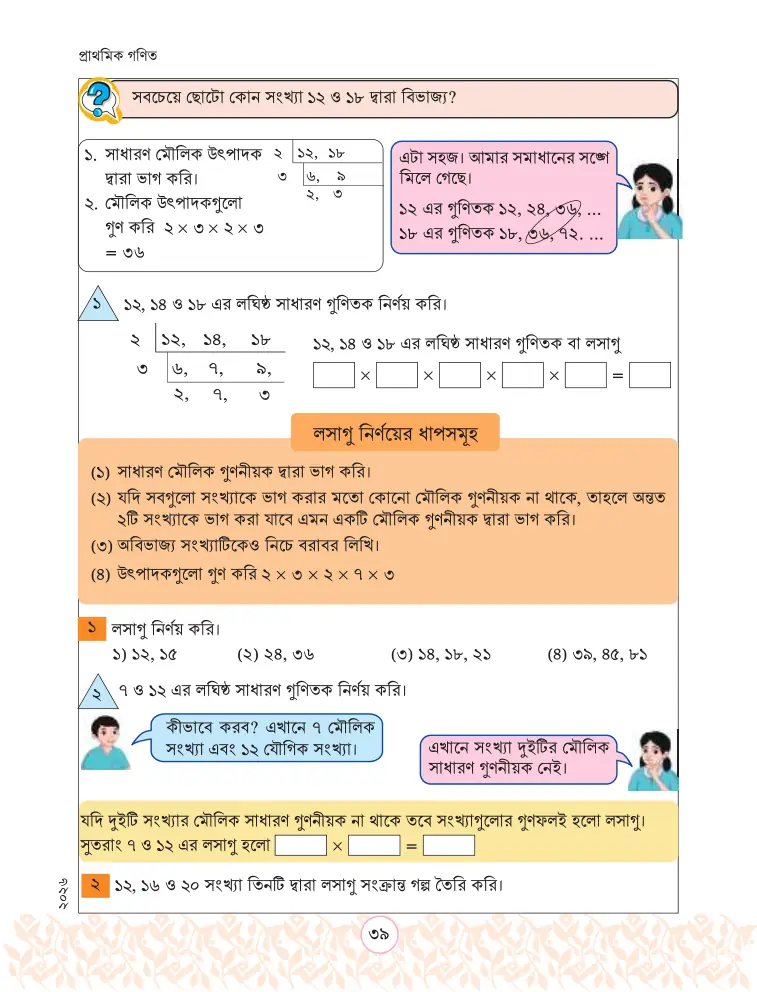 প্রাথমিক গণিত
সবচেয়ে ছোটো কোন সংখ্যা ১২ ও ১৮ দ্বারা বিভাজ্য?
১. সাধারণ মৌলিক উৎপাদক
দ্বারা ভাগ করি।
২. মৌলিক উৎপাদকগুলো
গুণ করি ২ × ৩ × ২ × ৩
= ৩৬
২ ১২, ১৮
৩ ৬, ৯
২, ৩
এটা সহজ। আমার সমাধানের সঙ্গে
মিলে গেছে।
১২ এর গুণিতক ১২, ২৪, ৩৬, ...
১৮ এর গুণিতক ১৮, ৩৬, ৭২. ...
১ ১২, ১৪ ও ১৮ এর লঘিষ্ঠ সাধারণ গুণিতক নির্ণয় করি।
২ ১২, ১৪, ১৮
৩ ৬, ৭, ৯,
২, ৭, ৩
১২, ১৪ ও ১৮ এর লঘিষ্ঠ সাধারণ গুণিতক বা লসাগু
× × × × =
লসাগু নির্ণয়ের ধাপসমূহ
(১) সাধারণ মৌলিক গুণনীয়ক দ্বারা ভাগ করি।
(২) যদি সবগুলো সংখ্যাকে ভাগ করার মতো কোনো মৌলিক গুণনীয়ক না থাকে, তাহলে অন্তত
২টি সংখ্যাকে ভাগ করা যাবে এমন একটি মৌলিক গুণনীয়ক দ্বারা ভাগ করি।
(৩) অবিভাজ্য সংখ্যাটিকেও নিচে বরাবর লিখি।
(৪) উৎপাদকগুলো গুণ করি ২ × ৩ × ২ × ৭ × ৩
১ লসাগু নির্ণয় করি।
১) ১২, ১৫ (২) ২৪, ৩৬ (৩) ১৪, ১৮, ২১ (৪) ৩৯, ৪৫, ৮১
২ ৭ ও ১২ এর লঘিষ্ঠ সাধারণ গুণিতক নির্ণয় করি।
কীভাবে করব? এখানে ৭ মৌলিক
সংখ্যা এবং ১২ যৌগিক সংখ্যা।
এখানে সংখ্যা দুইটির মৌলিক
সাধারণ গুণনীয়ক নেই।
যদি দুইটি সংখ্যার মৌলিক সাধারণ গুণনীয়ক না থাকে তবে সংখ্যাগুলোর গুণফলই হলো লসাগু।
সুতরাং ৭ ও ১২ এর লসাগু হলো × =
২ ১২, ১৬ ও ২০ সংখ্যা তিনটি দ্বারা লসাগু সংক্রান্ত গল্প তৈরি করি।
২০২৬
৩৯